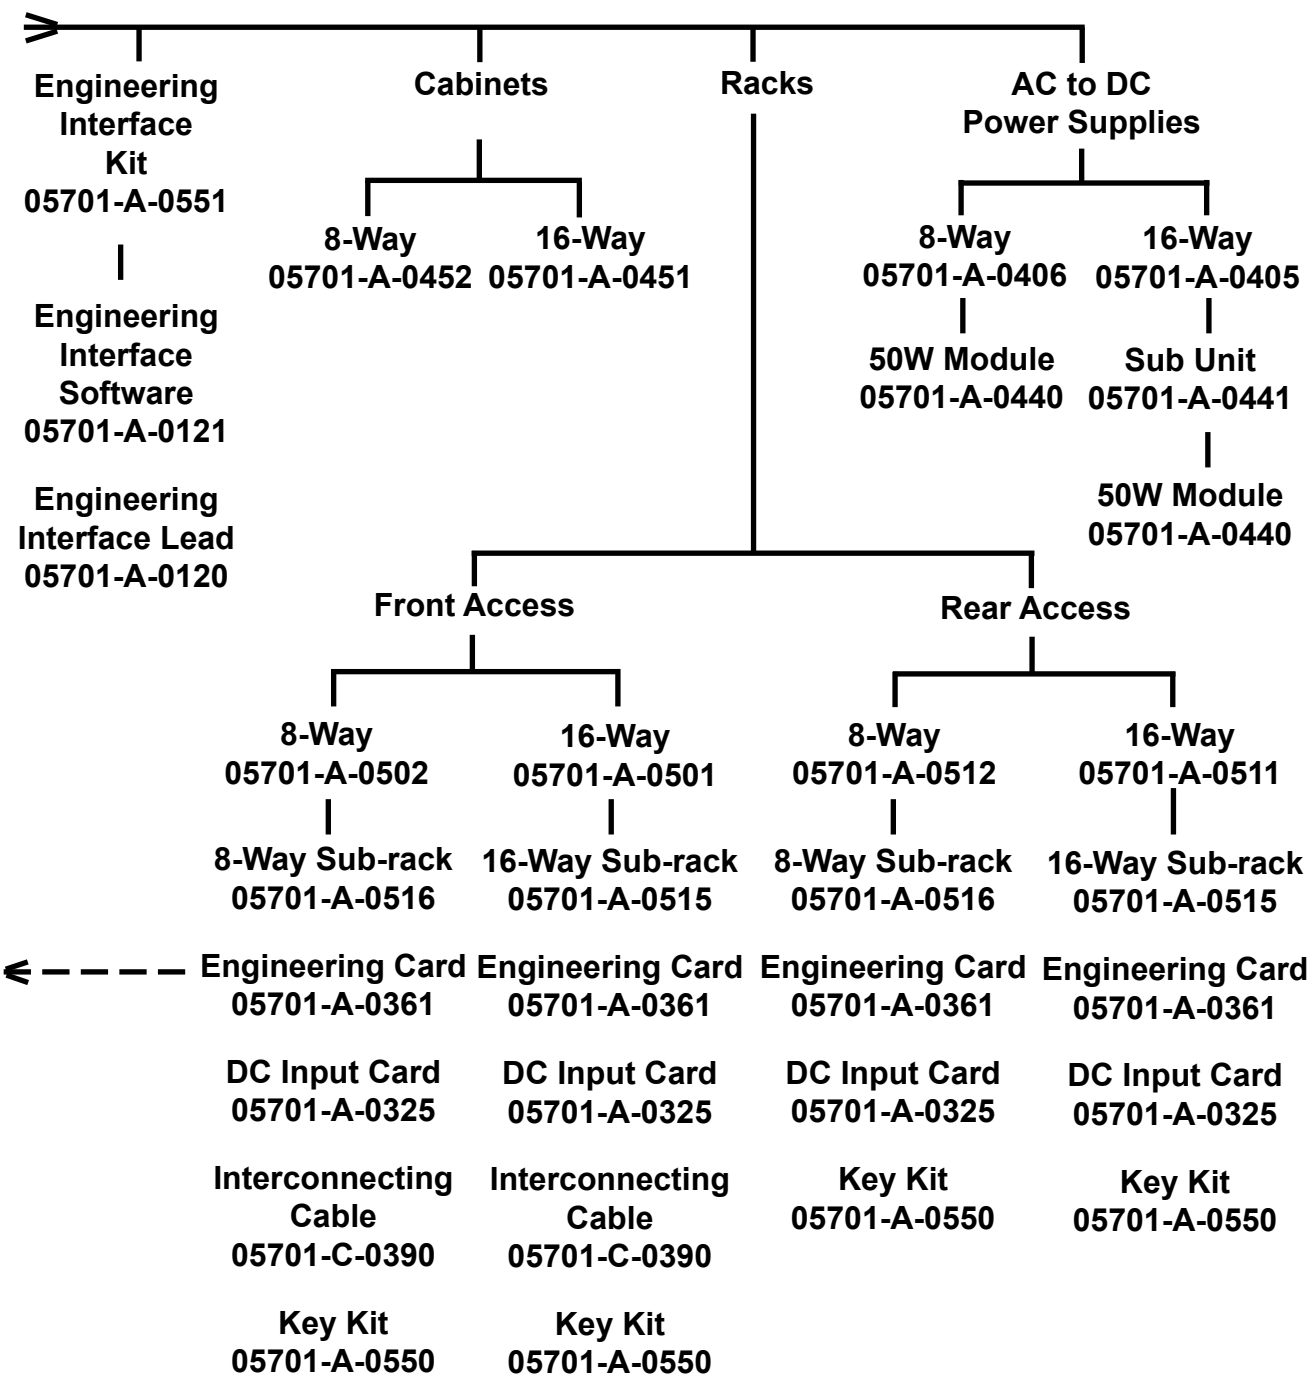 Engineering
Interface
Kit
05701-A-0551
Engineering
Interface
Software
05701-A-0121
Engineering
Interface Lead
05701-A-0120
Cabinets
8-Way
05701-A-0452
16-Way
05701-A-0451
Racks
AC to DC
Power Supplies
8-Way
05701-A-0406
50W Module
05701-A-0440
16-Way
05701-A-0405
Sub Unit
05701-A-0441
50W Module
05701-A-0440
Front Access
8-Way
05701-A-0502
8-Way Sub-rack
05701-A-0516
Engineering Card
05701-A-0361
DC Input Card
05701-A-0325
Interconnecting
Cable
05701-C-0390
Key Kit
05701-A-0550
16-Way
05701-A-0501
16-Way Sub-rack
05701-A-0515
Engineering Card
05701-A-0361
DC Input Card
05701-A-0325
Interconnecting
Cable
05701-C-0390
Key Kit
05701-A-0550
Rear Access
8-Way
05701-A-0512
8-Way Sub-rack
05701-A-0516
Engineering Card
05701-A-0361
DC Input Card
05701-A-0325
Key Kit
05701-A-0550
16-Way
05701-A-0511
16-Way Sub-rack
05701-A-0515
Engineering Card
05701-A-0361
DC Input Card
05701-A-0325
Key Kit
05701-A-0550